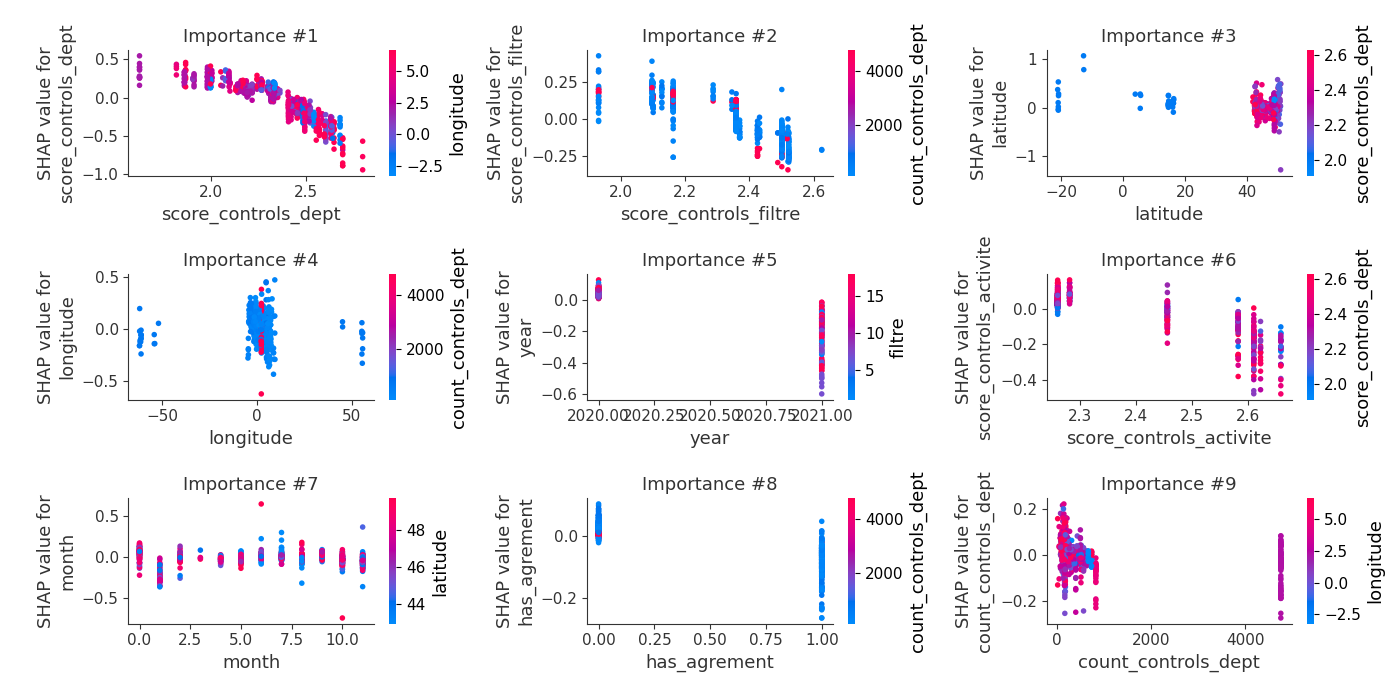 Importance #1
SHAP value for
score_controls_dept
0.5
0.0
−0.5
−1.0
2.0
2.5
score_controls_dept
5.0
2.5
0.0
−2.5
longitude
Importance #2
SHAP value for
score_controls_filtre
0.25
0.00
−0.25
2.0
2.2
2.4
2.6
score_controls_filtre
4000
2000
count_controls_dept
Importance #3
SHAP value for
latitude
1
0
−1
−20
0
20
40
latitude
2.6
2.4
2.2
2.0
score_controls_dept
Importance #4
SHAP value for
longitude
0.5
0.0
−0.5
−50
0
50
longitude
4000
2000
count_controls_dept
Importance #5
SHAP value for
year
0.0
−0.2
−0.4
−0.6
2020.00
2020.25
2020.50
2020.75
2021.00
year
15
10
5
filtre
Importance #6
SHAP value for
score_controls_activite
0.0
−0.2
−0.4
2.3
2.4
2.5
2.6
score_controls_activite
2.6
2.4
2.2
2.0
score_controls_dept
Importance #7
SHAP value for
month
0.5
0.0
−0.5
0.0
2.5
5.0
7.5
10.0
month
48
46
44
latitude
Importance #8
SHAP value for
has_agrement
0.0
−0.2
0.00
0.25
0.50
0.75
1.00
has_agrement
4000
2000
count_controls_dept
Importance #9
SHAP value for
count_controls_dept
0.2
0.0
−0.2
0
2000
4000
count_controls_dept
5.0
2.5
0.0
−2.5
longitude